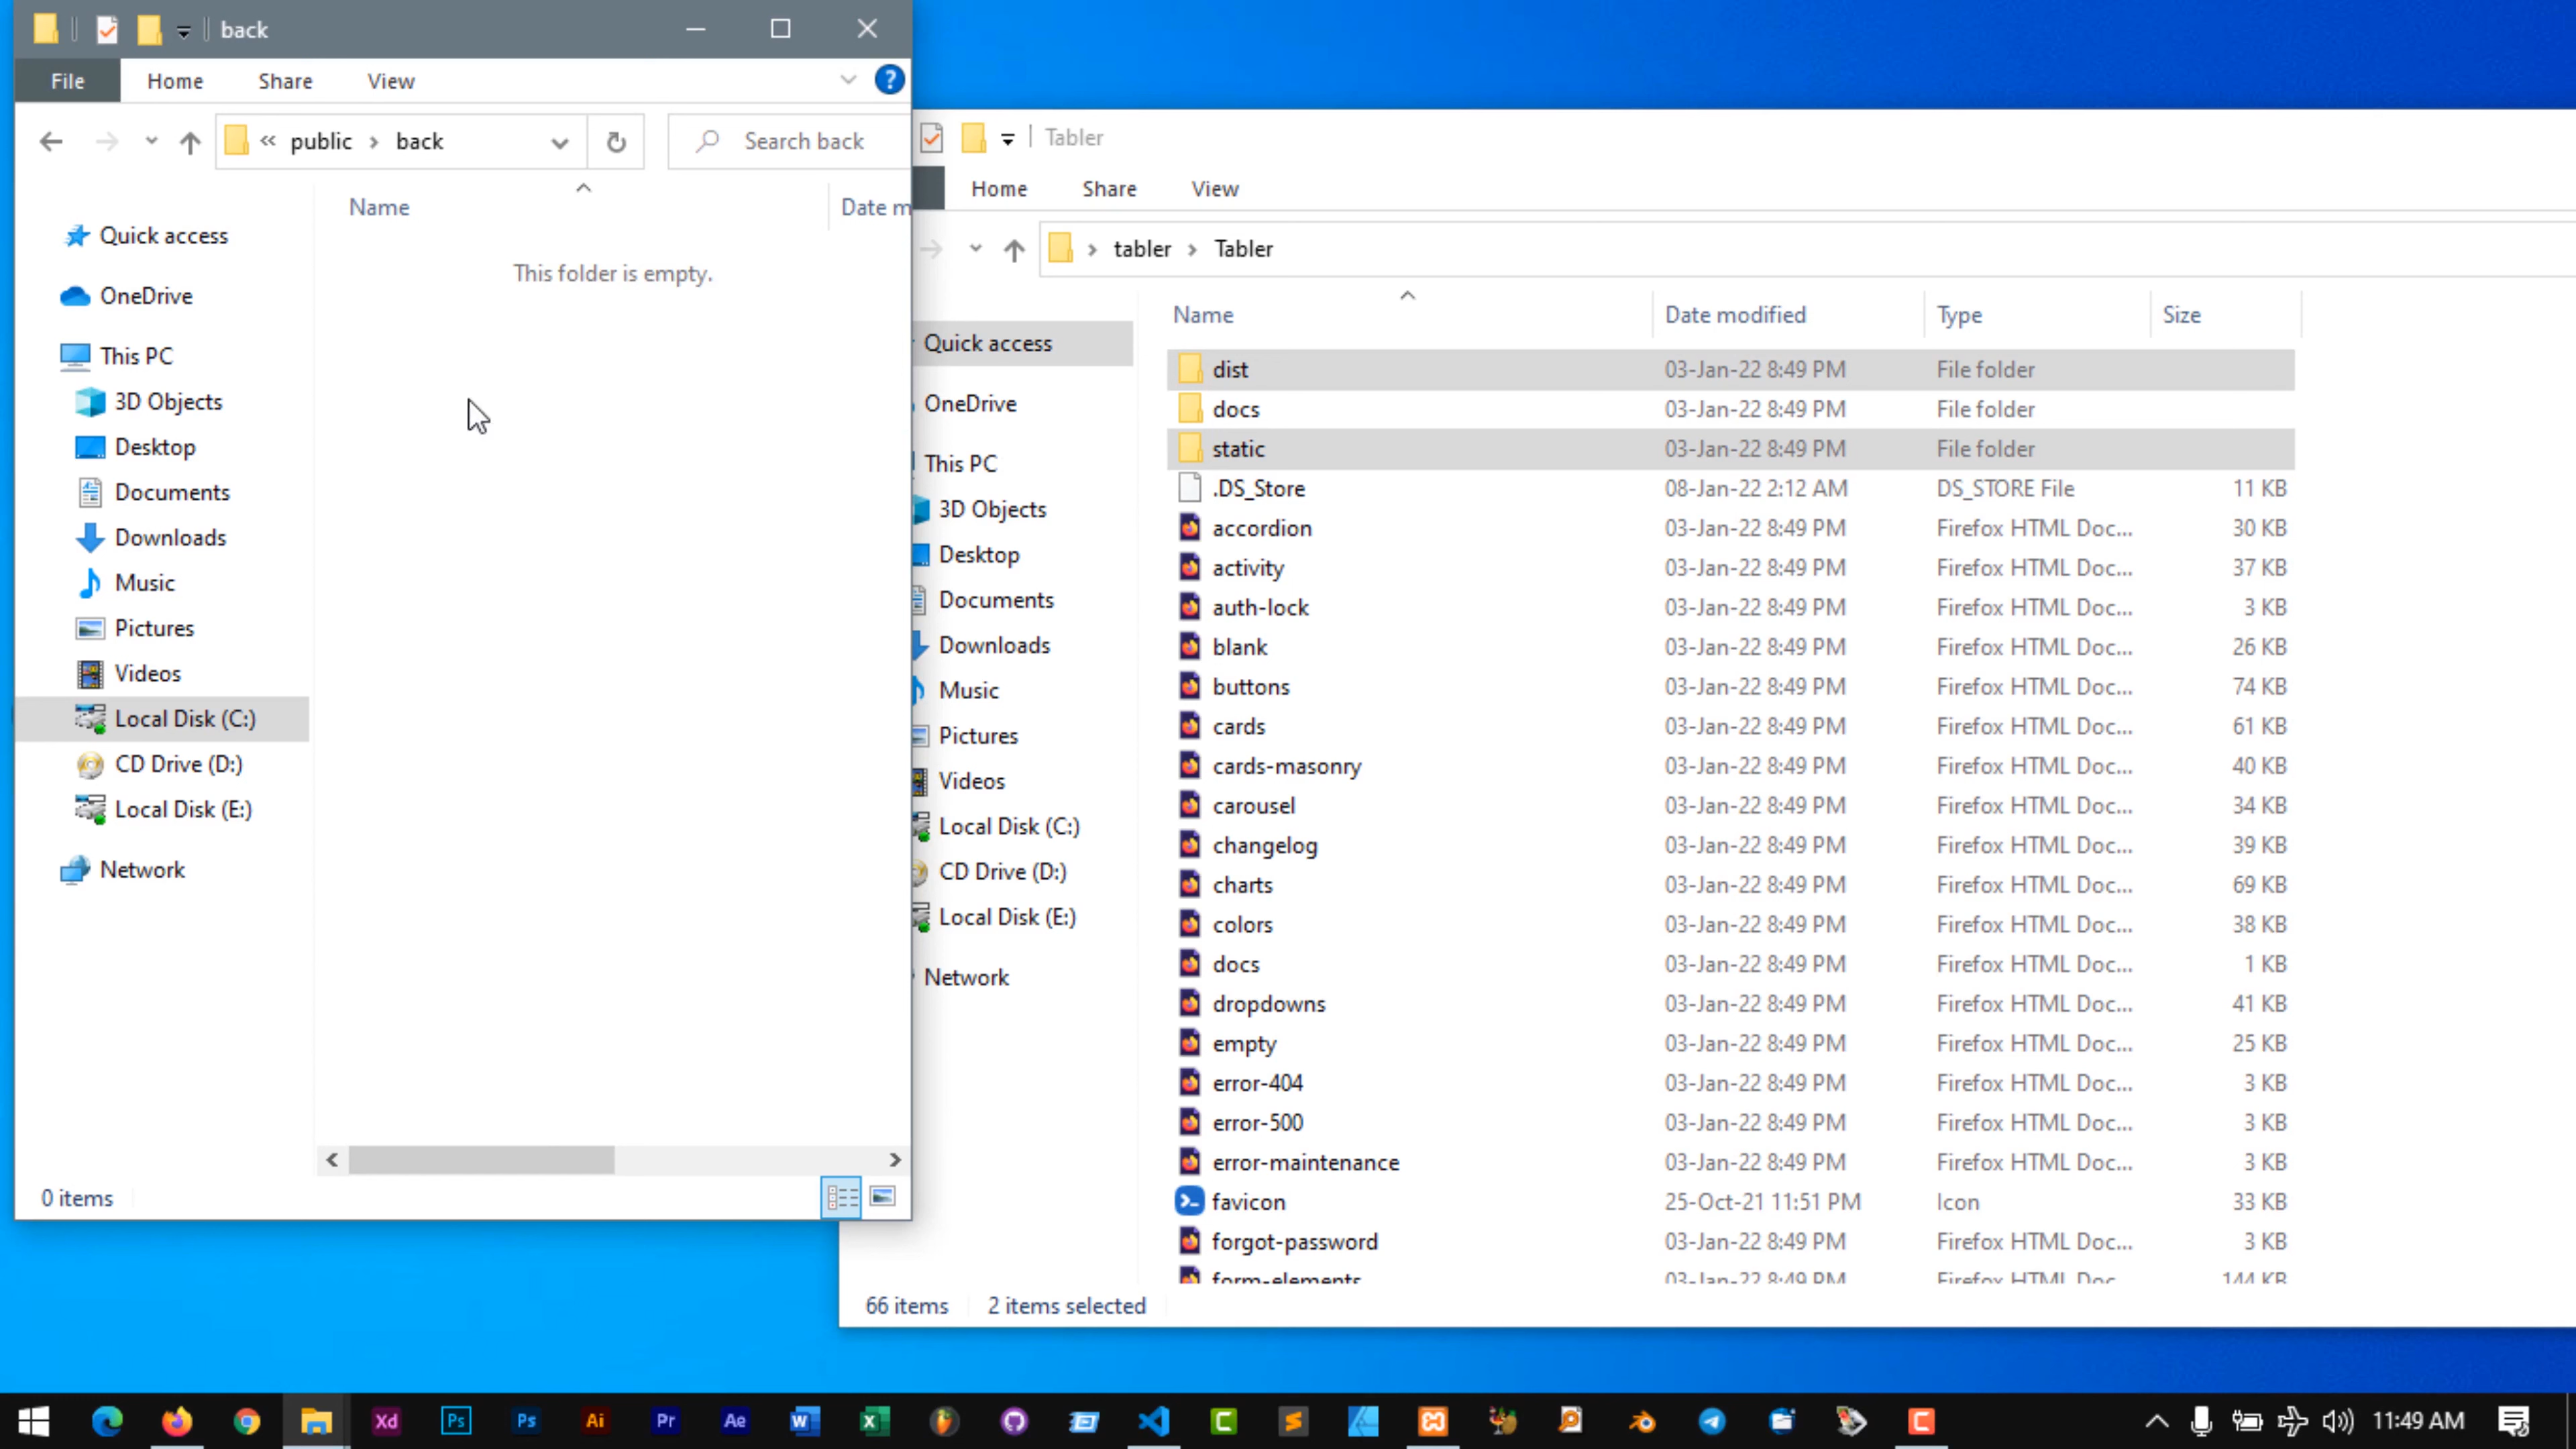 back
File Home Share View
public back
Search back
Name Date m
This folder is empty.
Quick access
OneDrive
This PC
3D Objects
Desktop
Documents
Downloads
Music
Pictures
Videos
Local Disk (C:)
CD Drive (D:)
Local Disk (E:)
Network
0 items
Tabler
Home Share View
tabler Tabler
Quick access
OneDrive
This PC
3D Objects
Desktop
Documents
Downloads
Music
Pictures
Videos
Local Disk (C:)
CD Drive (D:)
Local Disk (E:)
Network
Name Date modified Type Size
dist 03-Jan-22 8:49 PM File folder
docs 03-Jan-22 8:49 PM File folder
static 03-Jan-22 8:49 PM File folder
.DS_Store 08-Jan-22 2:12 AM DS_STORE File 11 KB
accordion 03-Jan-22 8:49 PM Firefox HTML Doc... 30 KB
activity 03-Jan-22 8:49 PM Firefox HTML Doc... 37 KB
auth-lock 03-Jan-22 8:49 PM Firefox HTML Doc... 3 KB
blank 03-Jan-22 8:49 PM Firefox HTML Doc... 26 KB
buttons 03-Jan-22 8:49 PM Firefox HTML Doc... 74 KB
cards 03-Jan-22 8:49 PM Firefox HTML Doc... 61 KB
cards-masonry 03-Jan-22 8:49 PM Firefox HTML Doc... 40 KB
carousel 03-Jan-22 8:49 PM Firefox HTML Doc... 34 KB
changelog 03-Jan-22 8:49 PM Firefox HTML Doc... 39 KB
charts 03-Jan-22 8:49 PM Firefox HTML Doc... 69 KB
colors 03-Jan-22 8:49 PM Firefox HTML Doc... 38 KB
docs 03-Jan-22 8:49 PM Firefox HTML Doc... 1 KB
dropdowns 03-Jan-22 8:49 PM Firefox HTML Doc... 41 KB
empty 03-Jan-22 8:49 PM Firefox HTML Doc... 25 KB
error-404 03-Jan-22 8:49 PM Firefox HTML Doc... 3 KB
error-500 03-Jan-22 8:49 PM Firefox HTML Doc... 3 KB
error-maintenance 03-Jan-22 8:49 PM Firefox HTML Doc... 3 KB
favicon 25-Oct-21 11:51 PM Icon 33 KB
forgot-password 03-Jan-22 8:49 PM Firefox HTML Doc... 3 KB
form-elements 03-Jan-22 8:49 PM Firefox HTML Doc 144 KB
66 items 2 items selected
Xd Ps Ps Ai Pr Ae W X C S C 11:49 AM